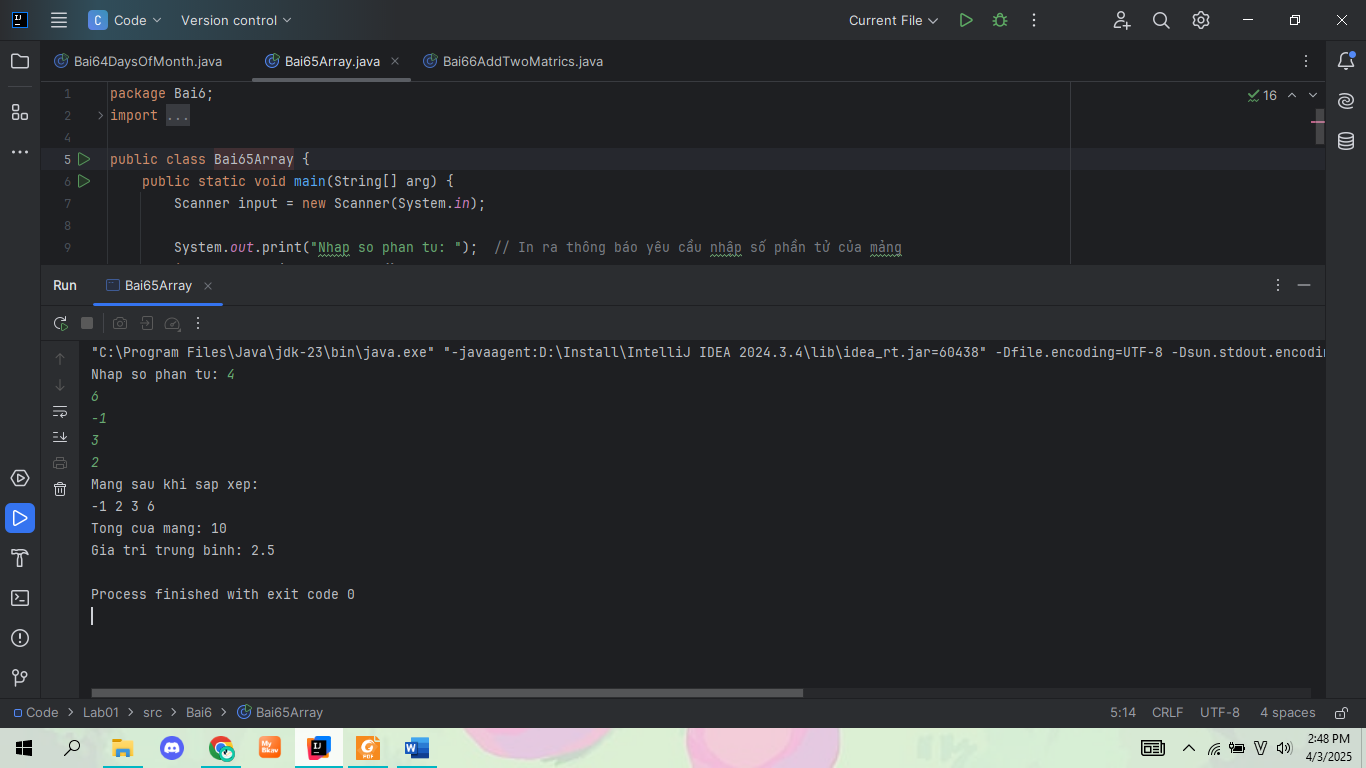 Code Version control Current File
Bai64DaysOfMonth.java Bai65Array.java Bai66AddTwoMatrics.java
1 package Bai6; 16
2 import ...
4
5 public class Bai65Array {
6 public static void main(String[] arg) {
7 Scanner input = new Scanner(System.in);
8
9 System.out.print("Nhap so phan tu: "); // In ra thông báo yêu cầu nhập số phần tử của mảng
Run Bai65Array
"C:\Program Files\Java\jdk-23\bin\java.exe" "-javaagent:D:\Install\IntelliJ IDEA 2024.3.4\lib\idea_rt.jar=60438" -Dfile.encoding=UTF-8 -Dsun.stdout.encodin
Nhap so phan tu: 4
6
-1
3
2
Mang sau khi sap xep:
-1 2 3 6
Tong cua mang: 10
Gia tri trung binh: 2.5
Process finished with exit code 0
Code > Lab01 > src > Bai6 > Bai65Array 5:14 CRLF UTF-8 4 spaces
2:48 PM
4/3/2025